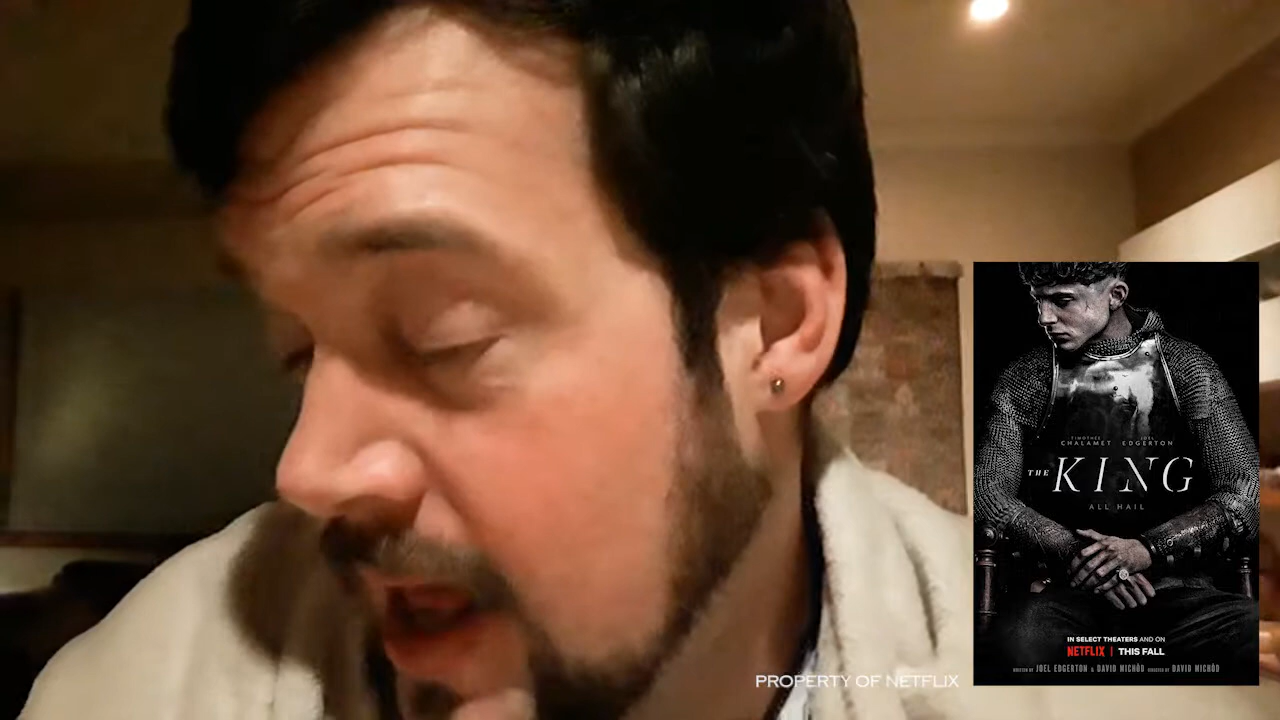 TIMOTHÉE JOEL
CHALAMET EDGERTON
THE KING
ALL HAIL
IN SELECT THEATERS AND ON
NETFLIX | THIS FALL
WRITTEN BY JOEL EDGERTON & DAVID MICHÔD DIRECTED BY DAVID MICHÔD
PROPERTY OF NETFLIX